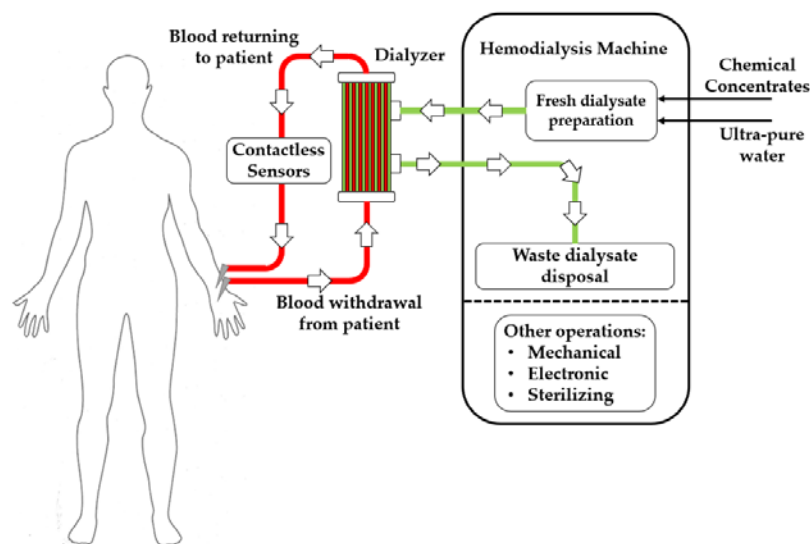 Blood returning
to patient
Dialyzer
Hemodialysis Machine
Chemical
Concentrates
Fresh dialysate
preparation
Ultra-pure
water
Contactless
Sensors
Waste dialysate
disposal
Blood withdrawal
from patient
Other operations:
• Mechanical
• Electronic
• Sterilizing